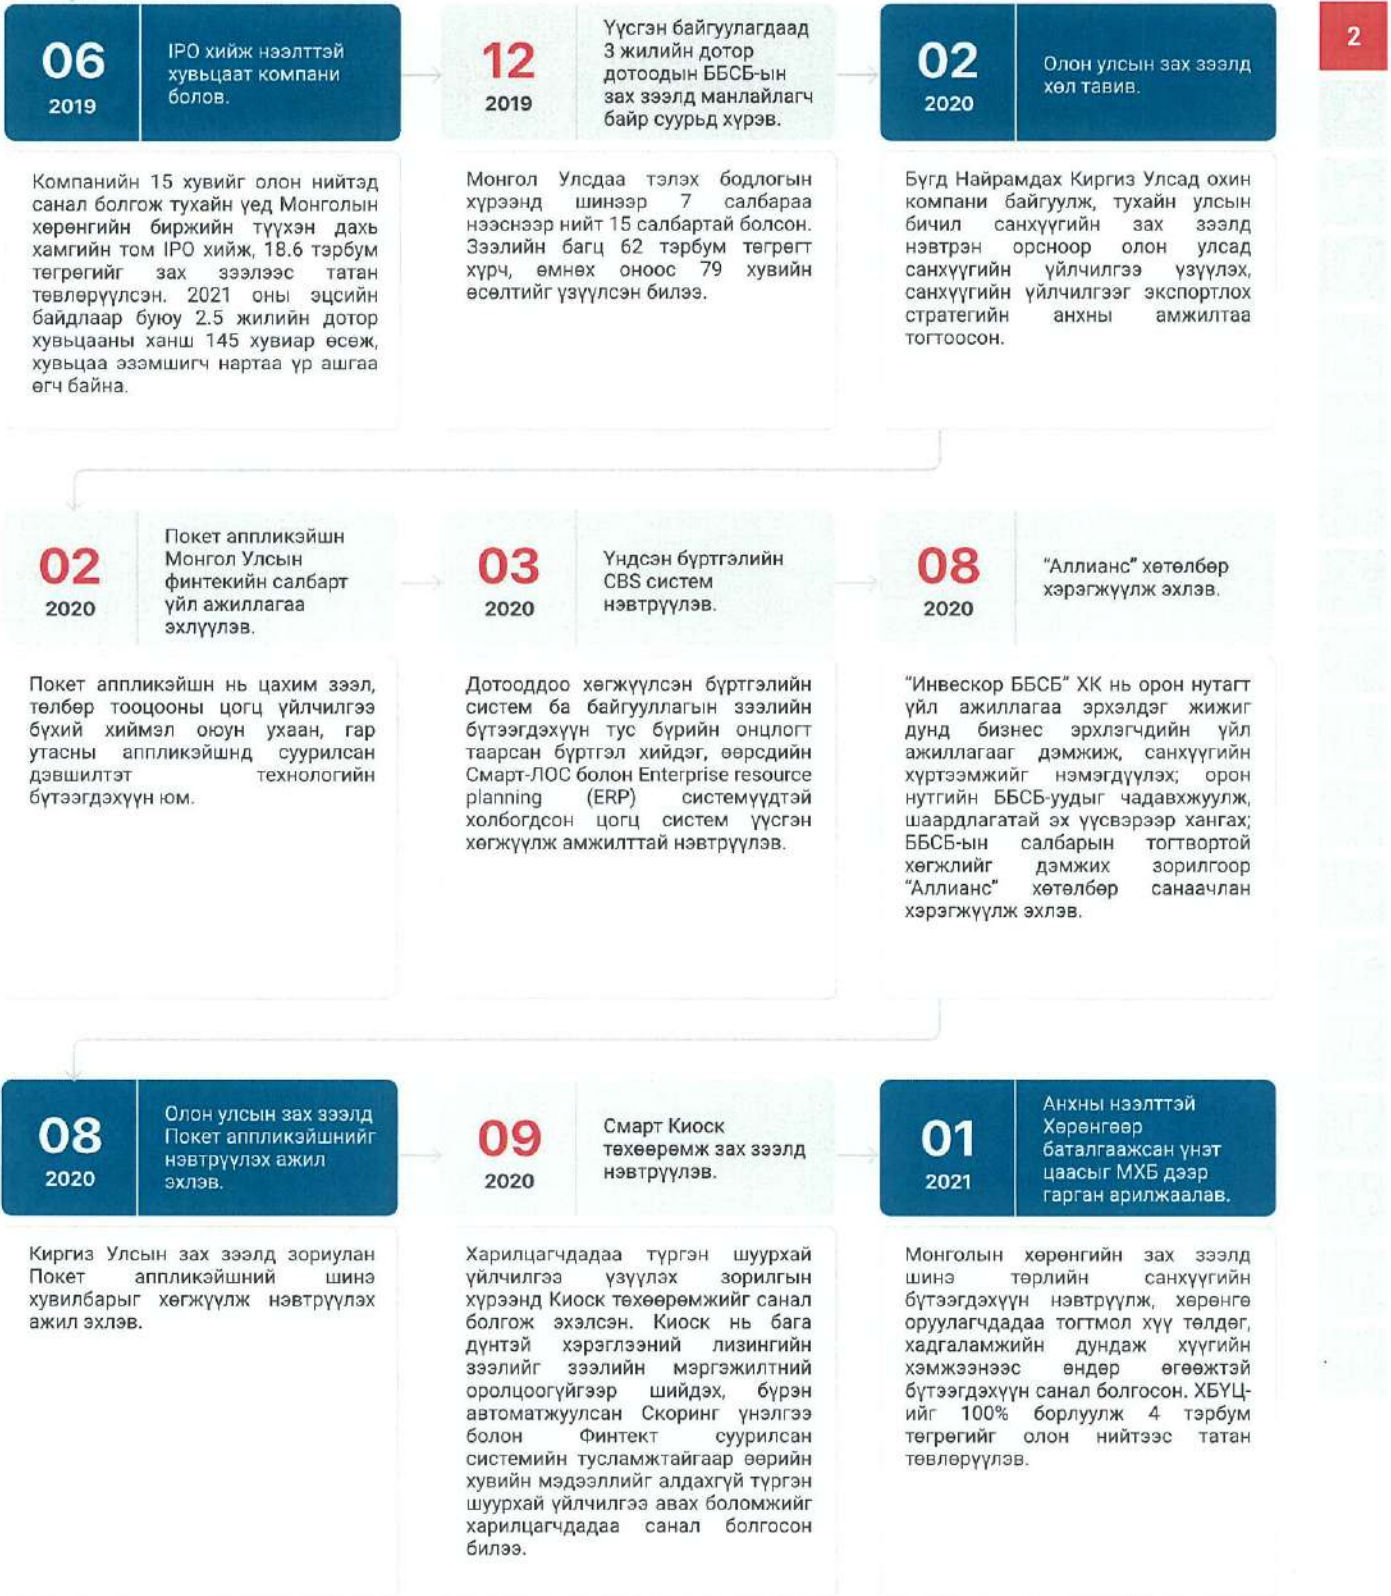 2
06
2019
IPO хийж нээлттэй
хувьцаат компани
болов.
Компанийн 15 хувийг олон нийтэд
санал болгож тухайн үед Монголын
хөрөнгийн биржийн түүхэн дахь
хамгийн том IPO хийж, 18.6 тэрбум
төгрөгийг зах зээлээс татан
төвлөрүүлсэн. 2021 оны эцсийн
байдлаар буюу 2.5 жилийн дотор
хувьцааны ханш 145 хувиар өсөж,
хувьцаа эзэмшигч нартаа үр ашгаа
өгч байна.
12
2019
Үүсгэн байгуулагдаад
3 жилийн дотор
дотоодын ББСБ-ын
зах зээлд манлайлагч
байр суурьд хүрэв.
Монгол Улсдаа тэлэх бодлогын
хүрээнд шинээр 7 салбараа
нээснээр нийт 15 салбартай болсон.
Зээлийн багц 62 тэрбум төгрөгт
хүрч, өмнөх оноос 79 хувийн
өсөлтийг үзүүлсэн билээ.
02
2020
Олон улсын зах зээлд
хөл тавив.
Бүгд Найрамдах Киргиз Улсад охин
компани байгуулж, тухайн улсын
бичил санхүүгийн зах зээлд
нэвтрэн орсноор олон улсад
санхүүгийн үйлчилгээ үзүүлэх,
санхүүгийн үйлчилгээг экспортлох
стратегийн анхны амжилтаа
тогтоосон.
02
2020
Покет аппликэйшн
Монгол Улсын
финтекийн салбарт
үйл ажиллагаа
эхлүүлэв.
Покет аппликэйшн нь цахим зээл,
төлбөр тооцооны цогц үйлчилгээ
бүхий хиймэл оюун ухаан, гар
утасны аппликэйшнд суурилсан
дэвшилтэт технологийн
бүтээгдэхүүн юм.
03
2020
Үндсэн бүртгэлийн
CBS систем
нэвтрүүлэв.
Дотооддоо хөгжүүлсэн бүртгэлийн
систем ба байгууллагын зээлийн
бүтээгдэхүүн тус бүрийн онцлогт
таарсан бүртгэл хийдэг, өөрсдийн
Смарт-ЛОС болон Enterprise resource
planning (ERP) системүүдтэй
холбогдсон цогц систем үүсгэн
хөгжүүлж амжилттай нэвтрүүлэв.
08
2020
“Аллианс” хөтөлбөр
хэрэгжүүлж эхлэв.
“Инвескор ББСБ” ХК нь орон нутагт
үйл ажиллагаа эрхэлдэг жижиг
дунд бизнес эрхлэгчдийн үйл
ажиллагааг дэмжиж, санхүүгийн
хүртээмжийг нэмэгдүүлэх; орон
нутгийн ББСБ-уудыг чадавхжуулж,
шаардлагатай эх үүсвэрээр хангах;
ББСБ-ын салбарын тогтвортой
хөгжлийг дэмжих зорилгоор
“Аллианс” хөтөлбөр санаачлан
хэрэгжүүлж эхлэв.
08
2020
Олон улсын зах зээлд
Покет аппликэйшнийг
нэвтрүүлэх ажил
эхлэв.
Киргиз Улсын зах зээлд зориулан
Покет аппликэйшний шинэ
хувилбарыг хөгжүүлж нэвтрүүлэх
ажил эхлэв.
09
2020
Смарт Киоск
төхөөрөмж зах зээлд
нэвтрүүлэв.
Харилцагчдадаа түргэн шуурхай
үйлчилгээ үзүүлэх зорилгын
хүрээнд Киоск төхөөрөмжийг санал
болгож эхэлсэн. Киоск нь бага
дүнтэй хэрэглээний лизингийн
зээлийг зээлийн мэргэжилтний
оролцоогүйгээр шийдэх, бүрэн
автоматжуулсан Скоринг үнэлгээ
болон Финтект суурилсан
системийн тусламжтайгаар өөрийн
хувийн мэдээллийг алдахгүй түргэн
шуурхай үйлчилгээ авах боломжийг
харилцагчдадаа санал болгосон
билээ.
01
2021
Анхны нээлттэй
Хөрөнгөөр
баталгаажсан үнэт
цаасыг МХБ дээр
гарган арилжаалав.
Монголын хөрөнгийн зах зээлд
шинэ төрлийн санхүүгийн
бүтээгдэхүүн нэвтрүүлж, хөрөнгө
оруулагчдадаа тогтмол хүү төлдөг,
хадгаламжийн дундаж хүүгийн
хэмжээнээс өндөр өгөөжтэй
бүтээгдэхүүн санал болгосон. ХБҮЦ-
ийг 100% борлуулж 4 тэрбум
төгрөгийг олон нийтээс татан
төвлөрүүлэв.